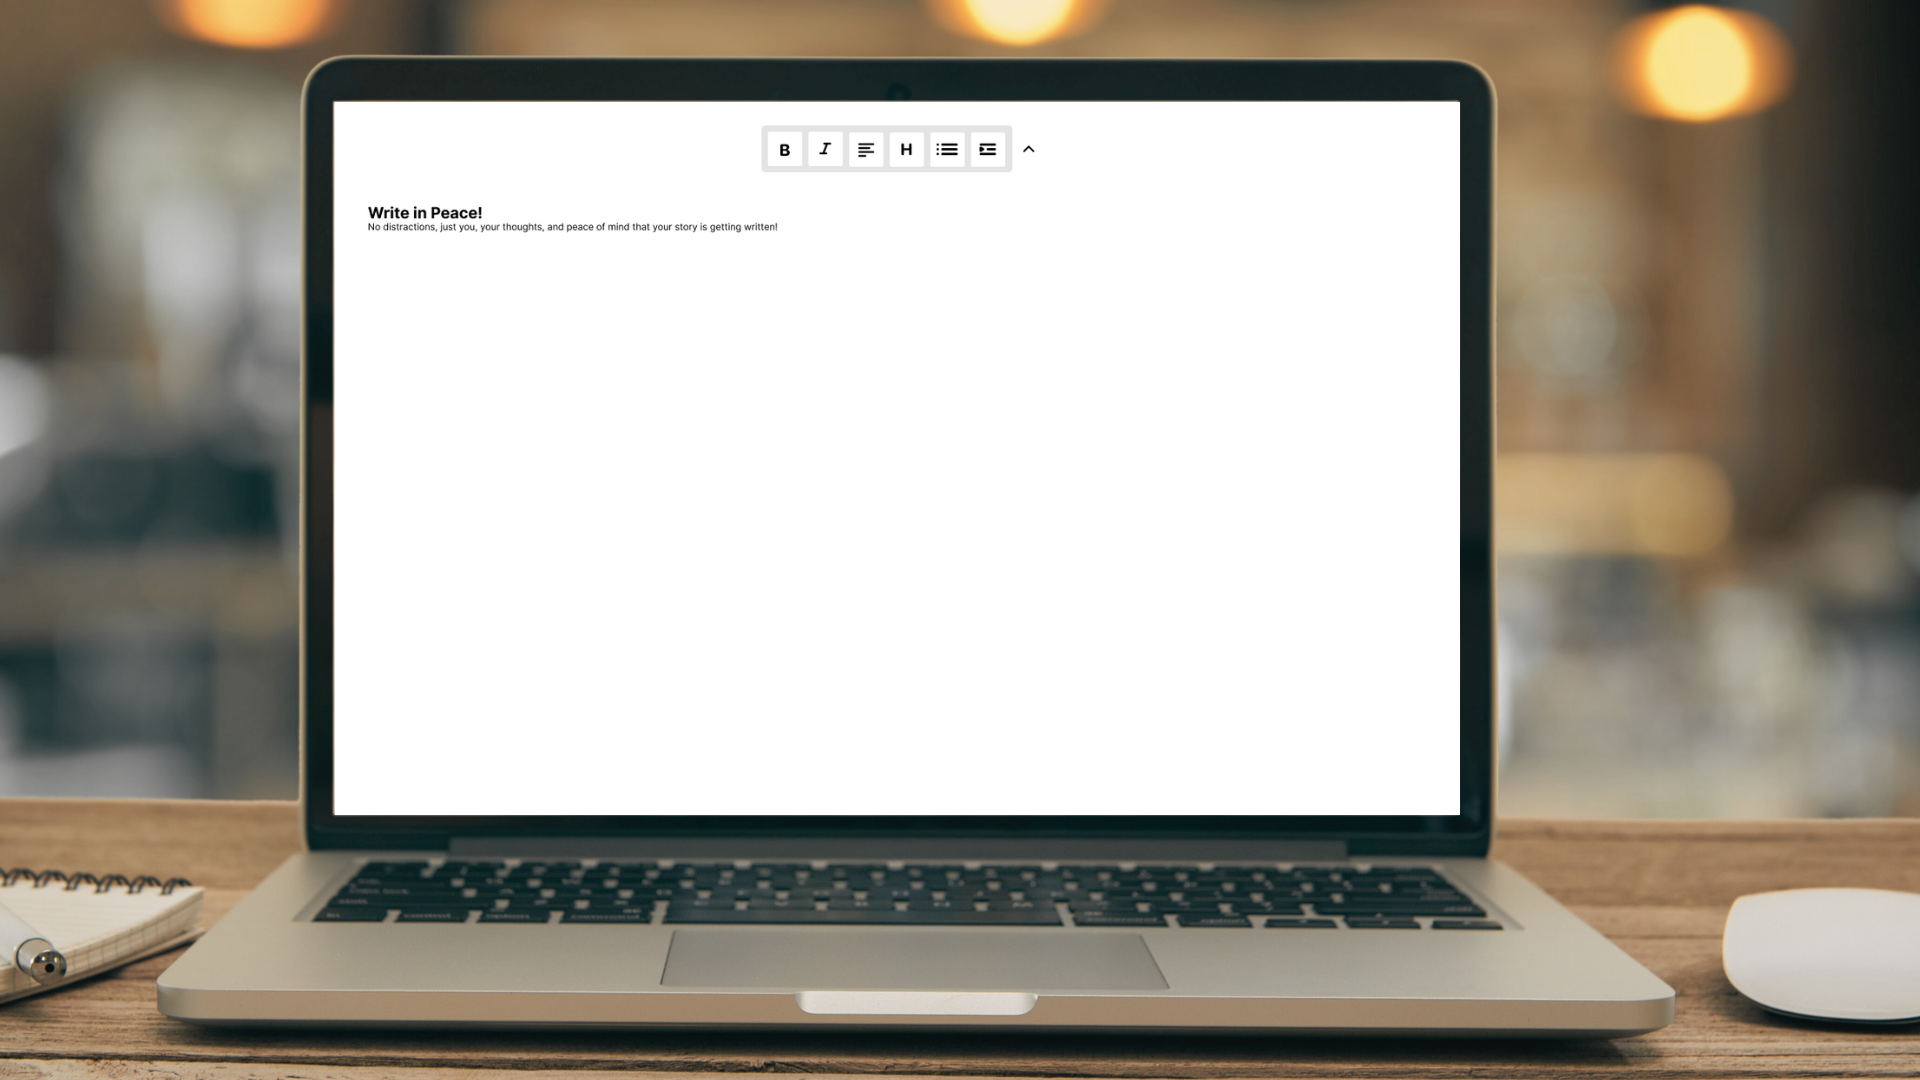 B I H
Write in Peace!
No distractions, just you, your thoughts, and peace of mind that your story is getting written!